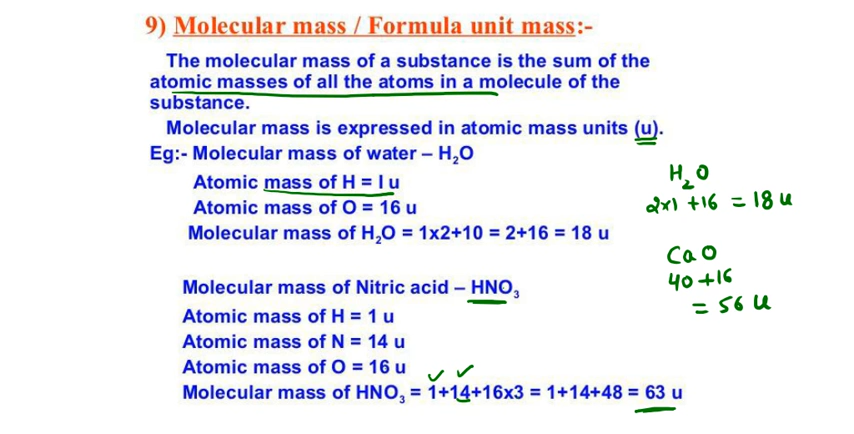 9) Molecular mass / Formula unit mass:-
The molecular mass of a substance is the sum of the
atomic masses of all the atoms in a molecule of the
substance.
Molecular mass is expressed in atomic mass units (u).
Eg:- Molecular mass of water – H₂O
Atomic mass of H = I u
Atomic mass of O = 16 u
Molecular mass of H₂O = 1x2+10 = 2+16 = 18 u
H₂O
2x1 +16 = 18 u
CaO
40+16
= 56 u
Molecular mass of Nitric acid – HNO₃
Atomic mass of H = 1 u
Atomic mass of N = 14 u
Atomic mass of O = 16 u
Molecular mass of HNO₃ = 1+14+16x3 = 1+14+48 = 63 u